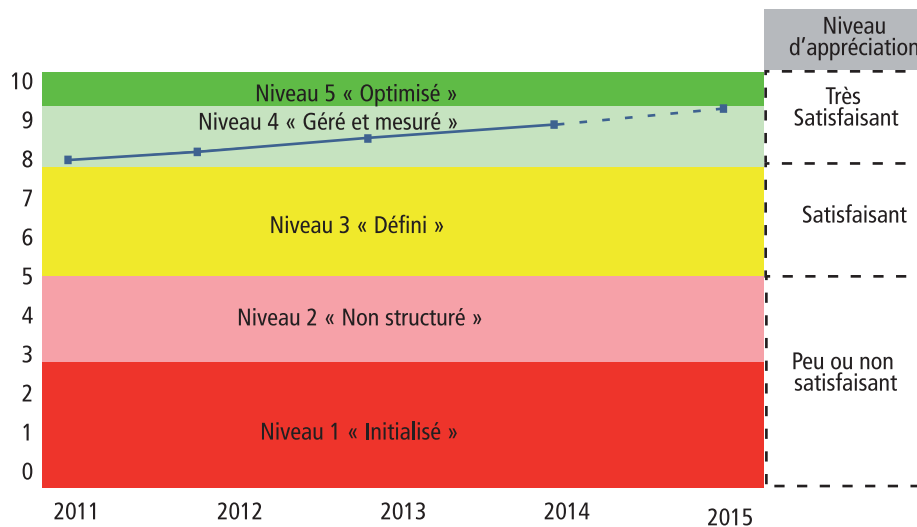 Niveau
d'appréciation
10
9
8
7
6
5
4
3
2
1
0
Niveau 5 « Optimisé »
Niveau 4 « Géré et mesuré »
Niveau 3 « Défini »
Niveau 2 « Non structuré »
Niveau 1 « Initialisé »
Très
Satisfaisant
Satisfaisant
Peu ou non
satisfaisant
2011
2012
2013
2014
2015